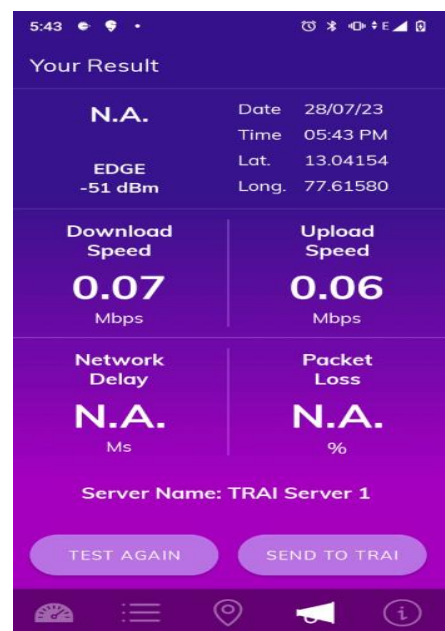 5:43
E
Your Result
N.A.
EDGE
-51 dBm
Date 28/07/23
Time 05:43 PM
Lat. 13.04154
Long. 77.61580
Download
Speed
0.07
Mbps
Upload
Speed
0.06
Mbps
Network
Delay
N.A.
Ms
Packet
Loss
N.A.
%
Server Name: TRAI Server 1
TEST AGAIN
SEND TO TRAI